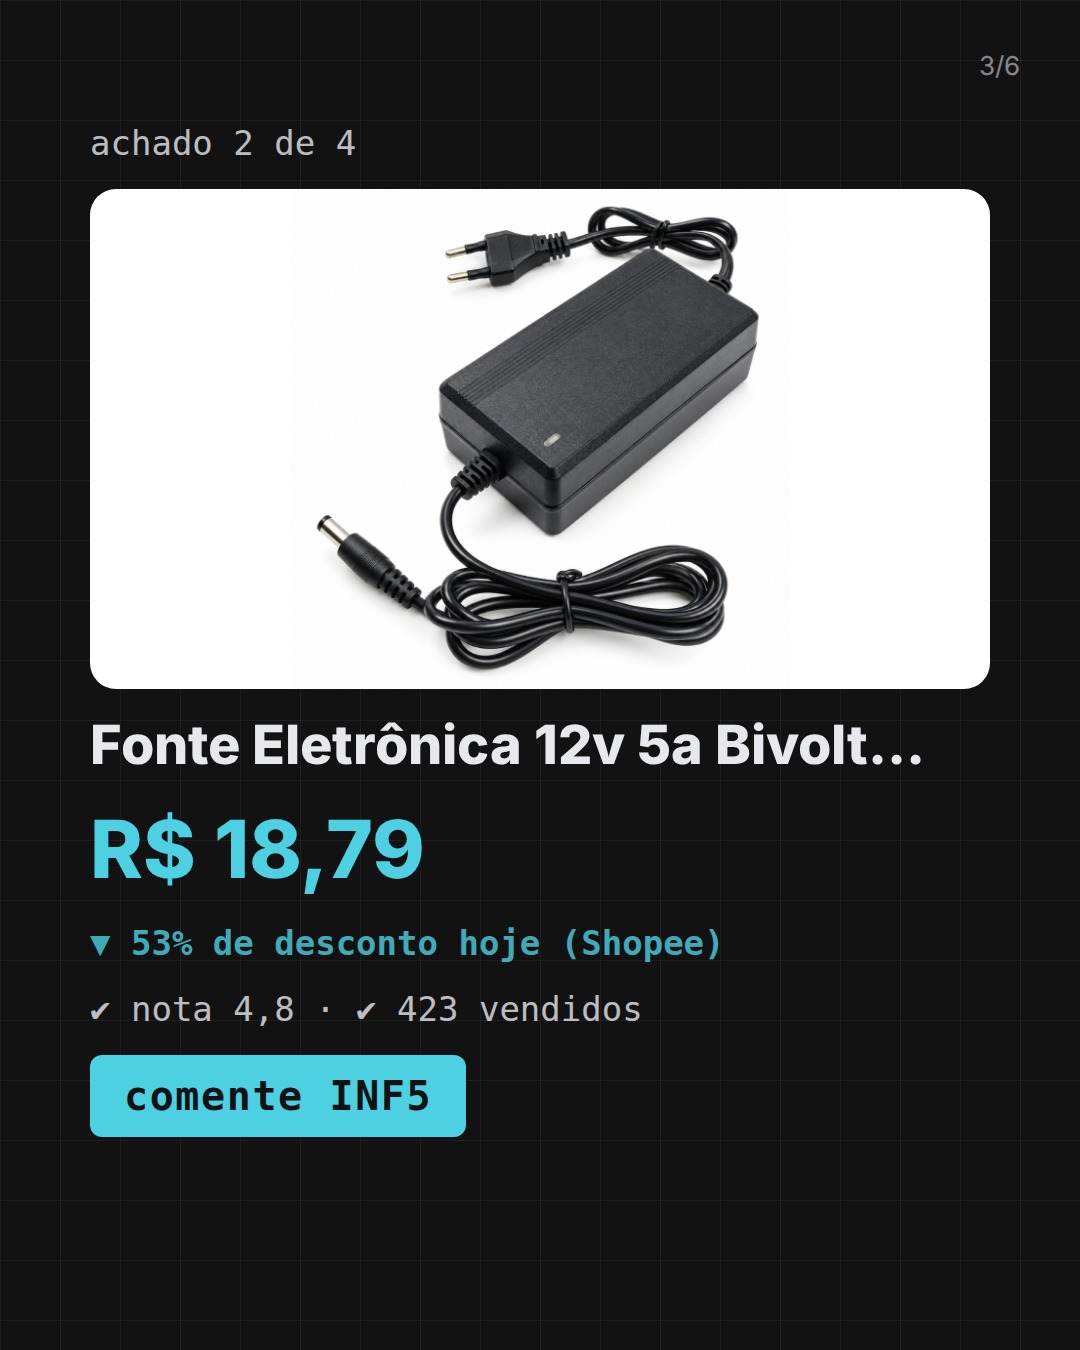 3/6
achado 2 de 4
Fonte Eletrônica 12v 5a Bivolt...
R$ 18,79
▼ 53% de desconto hoje (Shopee)
✔ nota 4,8 · ✔ 423 vendidos
comente INF5